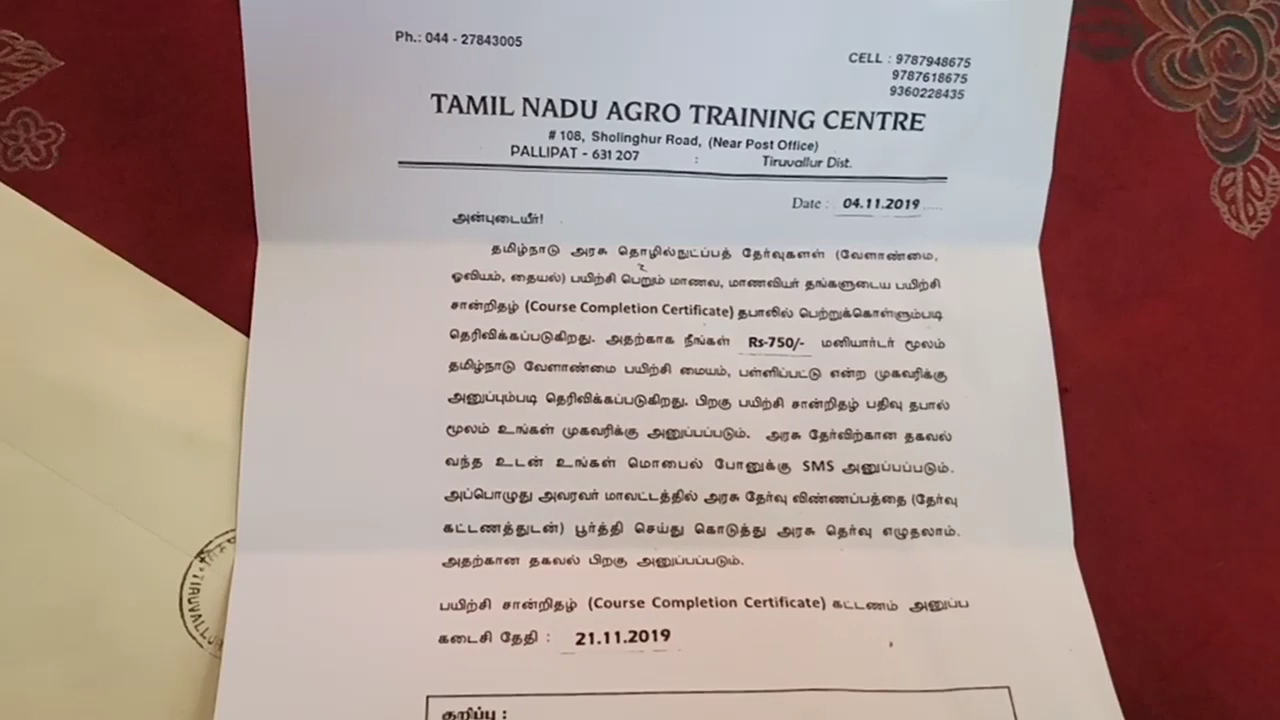 Ph.: 044 - 27843005
CELL : 9787948675
9787618675
9360228435
TAMIL NADU AGRO TRAINING CENTRE
# 108, Sholinghur Road, (Near Post Office)
PALLIPAT - 631 207 : Tiruvallur Dist.
Date : 04.11.2019
அன்புடையீர்!
தமிழ்நாடு அரசு தொழில்நுட்பத் தேர்வுகளள் (வேளாண்மை,
ஓவியம், தையல்) பயிற்சி பெறும் மாணவ, மாணவியர் தங்களுடைய பயிற்சி
சான்றிதழ் (Course Completion Certificate) தபாலில் பெற்றுக்கொள்ளும்படி
தெரிவிக்கப்படுகிறது. அதற்காக நீங்கள் Rs-750/- மனியார்டர் மூலம்
தமிழ்நாடு வேளாண்மை பயிற்சி மையம், பள்ளிப்பட்டு என்ற முகவரிக்கு
அனுப்பும்படி தெரிவிக்கப்படுகிறது. பிறகு பயிற்சி சான்றிதழ் பதிவு தபால்
மூலம் உங்கள் முகவரிக்கு அனுப்பப்படும். அரசு தேர்விற்கான தகவல்
வந்த உடன் உங்கள் மொபைல் போனுக்கு SMS அனுப்பப்படும்.
அப்பொழுது அவரவர் மாவட்டத்தில் அரசு தேர்வு விண்ணப்பத்தை (தேர்வு
கட்டணத்துடன்) பூர்த்தி செய்து கொடுத்து அரசு தெர்வு எழுதலாம்.
அதற்கான தகவல் பிறகு அனுப்பப்படும்.
பயிற்சி சான்றிதழ் (Course Completion Certificate) கட்டணம் அனுப்ப
கடைசி தேதி : 21.11.2019
குறிப்பு :
TIRUVALLUR